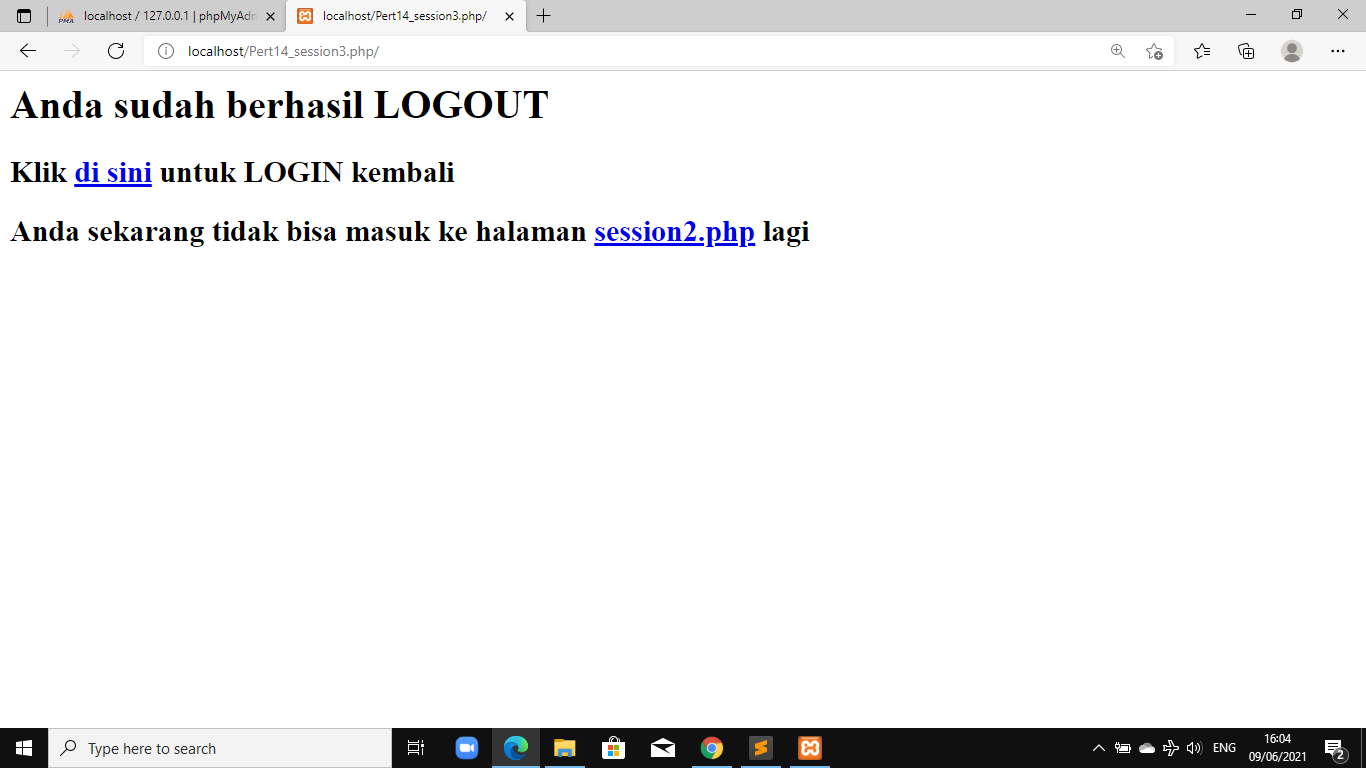 localhost / 127.0.0.1 | phpMyAdm
localhost/Pert14_session3.php/
localhost/Pert14_session3.php/
Anda sudah berhasil LOGOUT
Klik di sini untuk LOGIN kembali
Anda sekarang tidak bisa masuk ke halaman session2.php lagi
Type here to search
ENG
16:04
09/06/2021
2